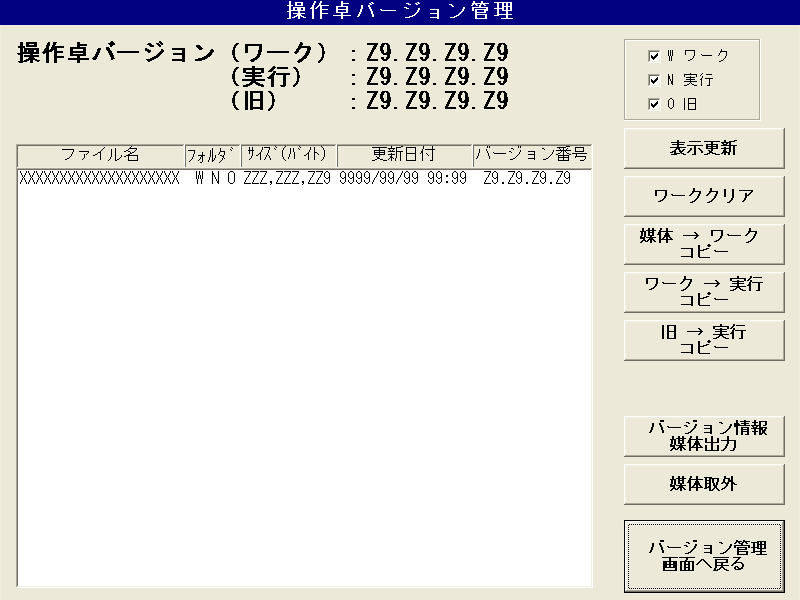 操作卓バージョン管理
操作卓バージョン（ワーク） : Z9. Z9. Z9. Z9
（実行） : Z9. Z9. Z9. Z9
（旧） : Z9. Z9. Z9. Z9
W ワーク
N 実行
O 旧
ファイル名 フォルダ サイズ(バイト) 更新日付 バージョン番号
XXXXXXXXXXXXXXXXXXXX W N O ZZZ,ZZZ,ZZ9 9999/99/99 99:99 Z9.Z9.Z9.Z9
表示更新
ワーククリア
媒体 → ワーク
コピー
ワーク → 実行
コピー
旧 → 実行
コピー
バージョン情報
媒体出力
媒体取外
バージョン管理
画面へ戻る